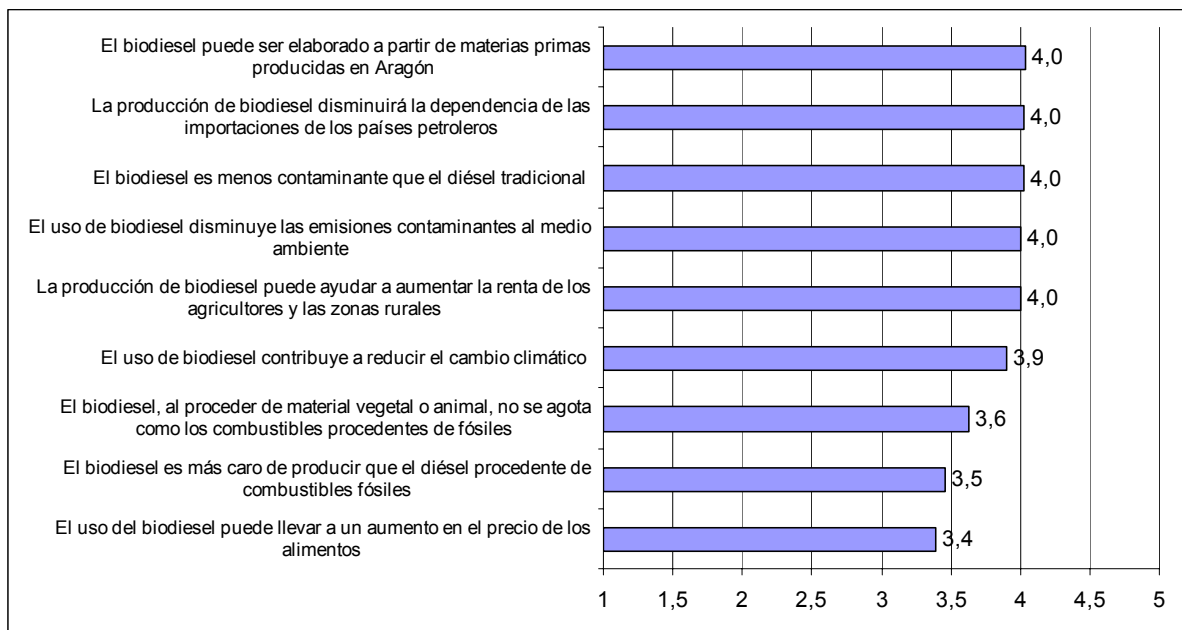 El biodiesel puede ser elaborado a partir de materias primas
producidas en Aragón
4,0
La producción de biodiesel disminuirá la dependencia de las
importaciones de los países petroleros
4,0
El biodiesel es menos contaminante que el diésel tradicional
4,0
El uso de biodiesel disminuye las emisiones contaminantes al medio
ambiente
4,0
La producción de biodiesel puede ayudar a aumentar la renta de los
agricultores y las zonas rurales
4,0
El uso de biodiesel contribuye a reducir el cambio climático
3,9
El biodiesel, al proceder de material vegetal o animal, no se agota
como los combustibles procedentes de fósiles
3,6
El biodiesel es más caro de producir que el diésel procedente de
combustibles fósiles
3,5
El uso del biodiesel puede llevar a un aumento en el precio de los
alimentos
3,4
1 1,5 2 2,5 3 3,5 4 4,5 5